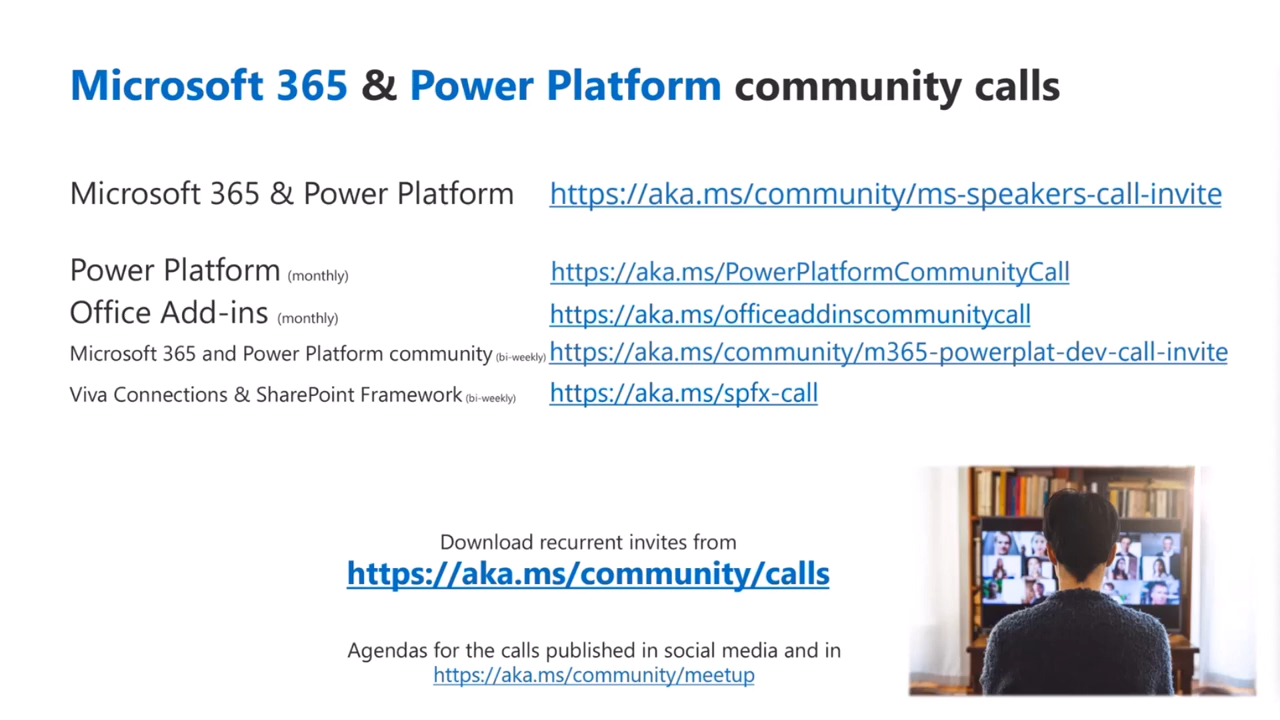 Microsoft 365 & Power Platform community calls
Microsoft 365 & Power Platform https://aka.ms/community/ms-speakers-call-invite
Power Platform (monthly) https://aka.ms/PowerPlatformCommunityCall
Office Add-ins (monthly) https://aka.ms/officeaddinscommunitycall
Microsoft 365 and Power Platform community (bi-weekly) https://aka.ms/community/m365-powerplat-dev-call-invite
Viva Connections & SharePoint Framework (bi-weekly) https://aka.ms/spfx-call
Download recurrent invites from
https://aka.ms/community/calls
Agendas for the calls published in social media and in
https://aka.ms/community/meetup